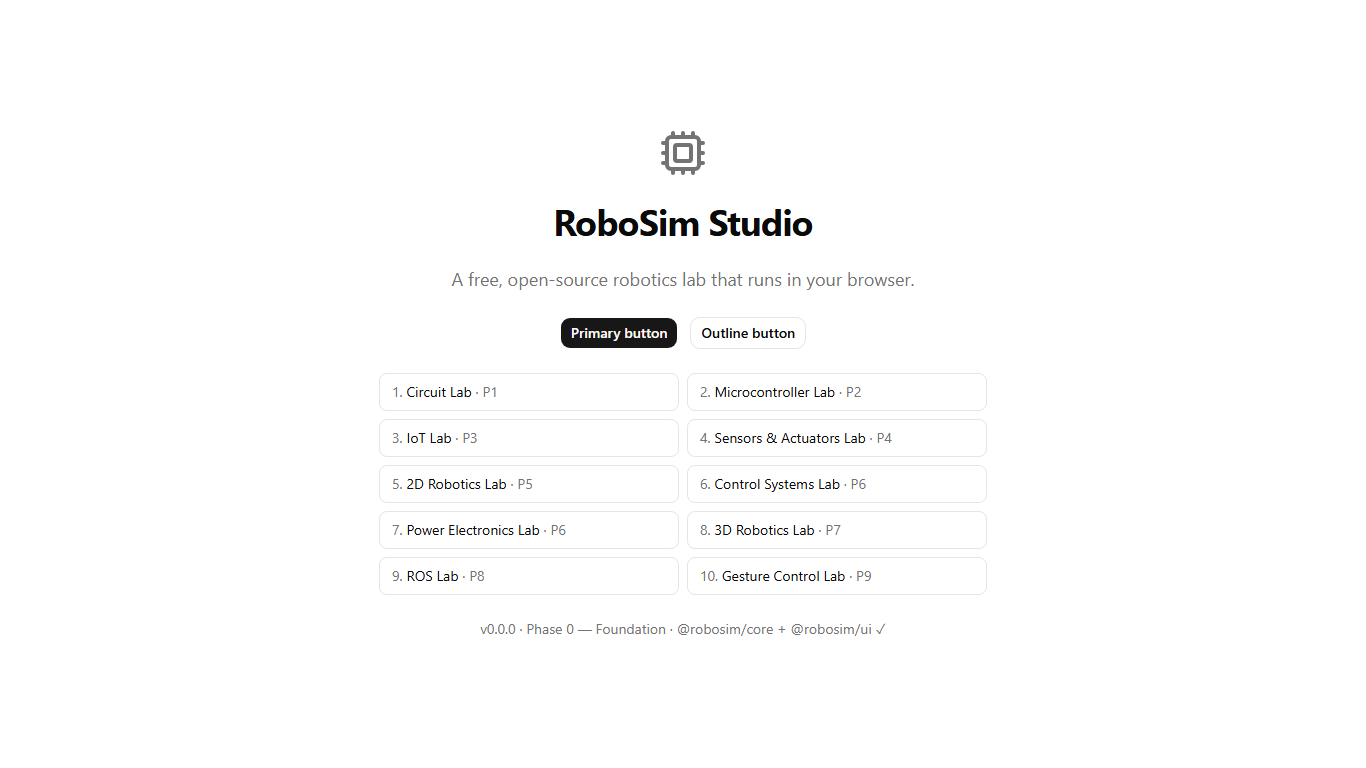 RoboSim Studio
A free, open-source robotics lab that runs in your browser.
Primary button
Outline button
1. Circuit Lab · P1
2. Microcontroller Lab · P2
3. IoT Lab · P3
4. Sensors & Actuators Lab · P4
5. 2D Robotics Lab · P5
6. Control Systems Lab · P6
7. Power Electronics Lab · P6
8. 3D Robotics Lab · P7
9. ROS Lab · P8
10. Gesture Control Lab · P9
v0.0.0 · Phase 0 — Foundation · @robosim/core + @robosim/ui ✓